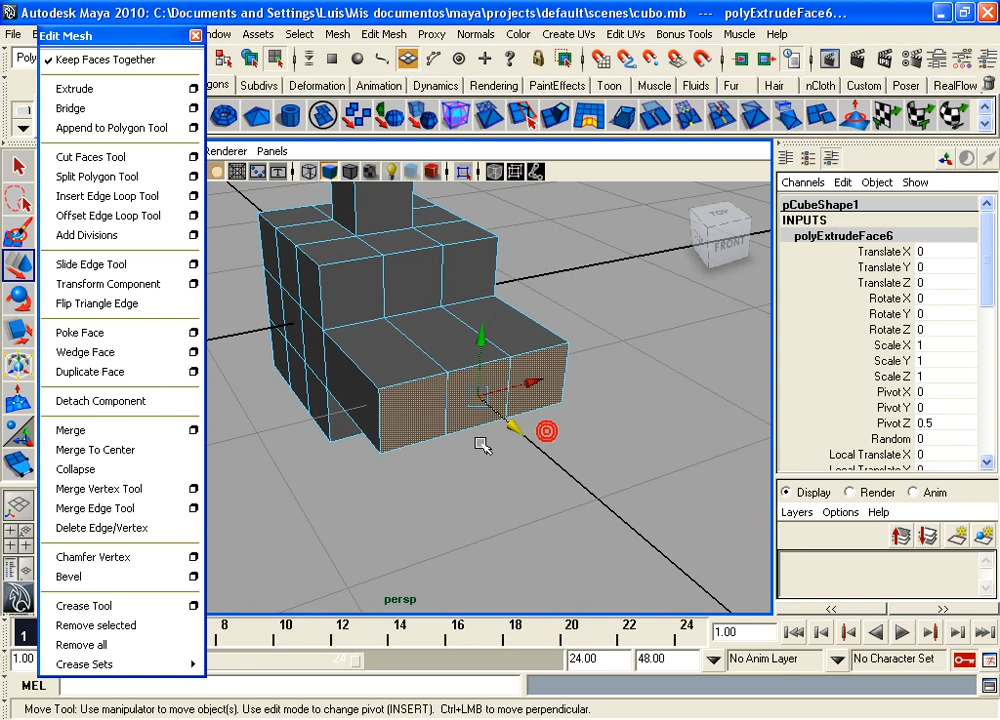 Autodesk Maya 2010: C:\Documents and Settings\Luis\Mis documentos\maya\projects\default\scenes\cubo.mb --- polyExtrudeFace6...
File
ndow Assets Select Mesh Edit Mesh Proxy Normals Color Create UVs Edit UVs Bonus Tools Muscle Help
Poly
gons Subdivs Deformation Animation Dynamics Rendering PaintEffects Toon Muscle Fluids Fur Hair nCloth Custom Poser RealFlow
Edit Mesh
Keep Faces Together
Extrude
Bridge
Append to Polygon Tool
Cut Faces Tool
Split Polygon Tool
Insert Edge Loop Tool
Offset Edge Loop Tool
Add Divisions
Slide Edge Tool
Transform Component
Flip Triangle Edge
Poke Face
Wedge Face
Duplicate Face
Detach Component
Merge
Merge To Center
Collapse
Merge Vertex Tool
Merge Edge Tool
Delete Edge/Vertex
Chamfer Vertex
Bevel
Crease Tool
Remove selected
Remove all
Crease Sets
Renderer Panels
TOP
FRONT
persp
Channels Edit Object Show
pCubeShape1
INPUTS
polyExtrudeFace6
Translate X 0
Translate Y 0
Translate Z 0
Rotate X 0
Rotate Y 0
Rotate Z 0
Scale X 1
Scale Y 1
Scale Z 1
Pivot X 0
Pivot Y 0
Pivot Z 0.5
Random 0
Local Translate X 0
Local Translate Y 0
Display Render Anim
Layers Options Help
<< >>
1 8 10 12 14 16 18 20 22 24 1.00
1.00 24 24.00 48.00 No Anim Layer No Character Set
MEL
Move Tool: Use manipulator to move object(s). Use edit mode to change pivot (INSERT). Ctrl+LMB to move perpendicular.